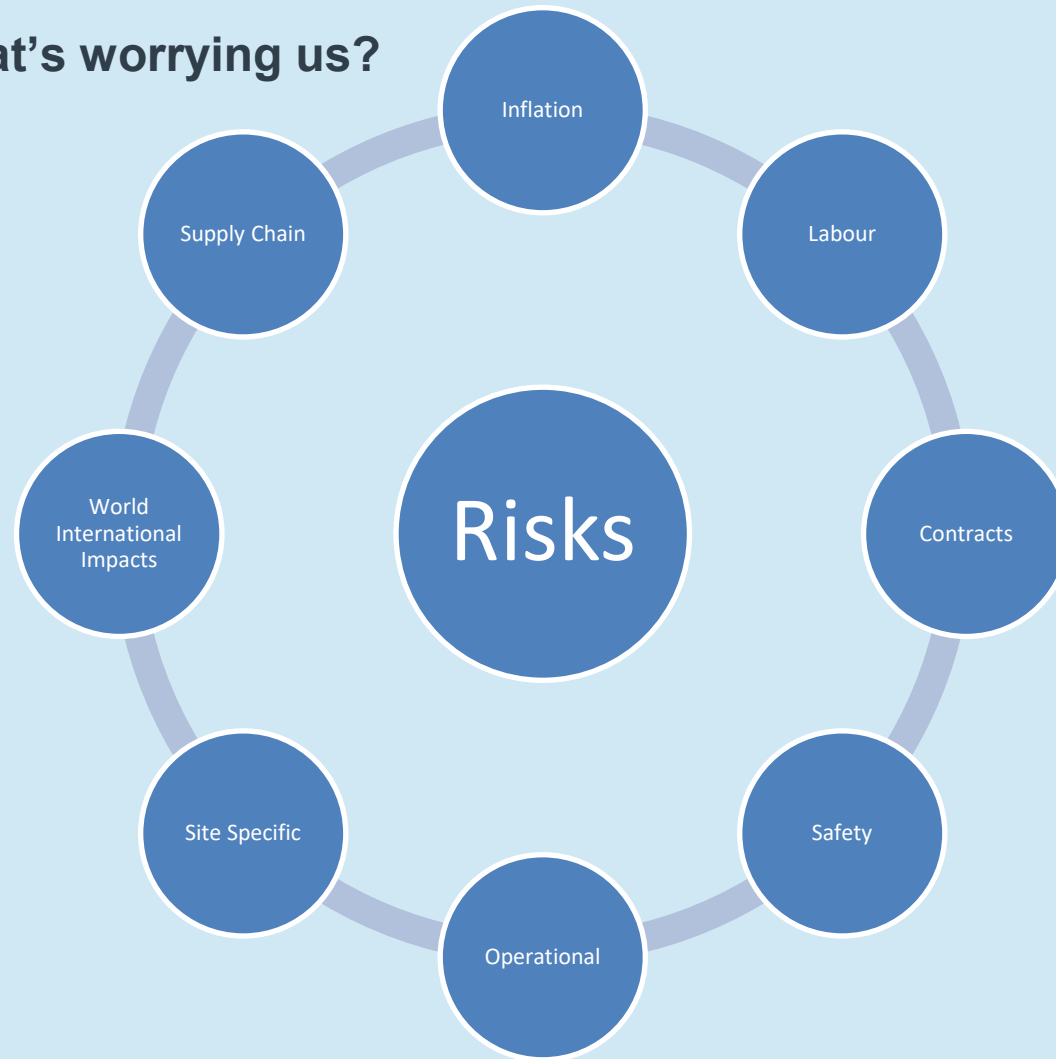 at's worrying us?
Inflation
Supply Chain
Labour
World
International
Impacts
Risks
Contracts
Site Specific
Safety
Operational